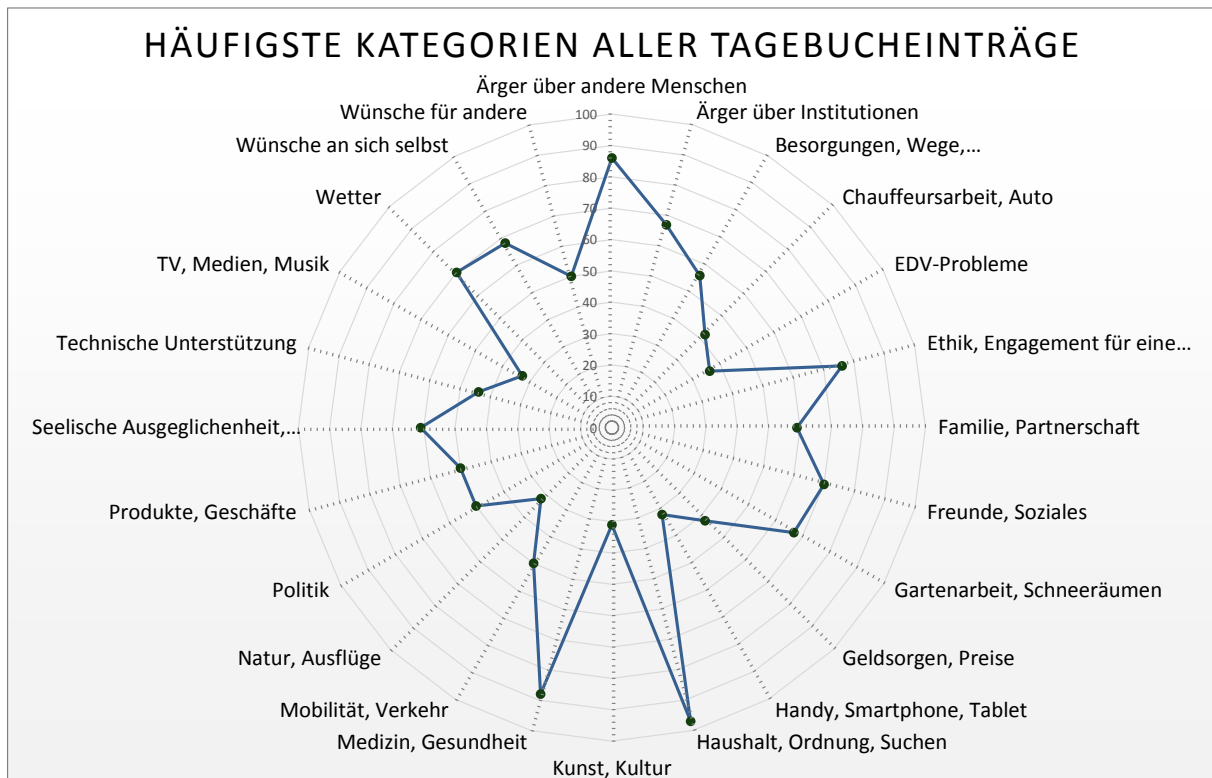 HÄUFIGSTE KATEGORIEN ALLER TAGEBUCHEINTRÄGE
Ärger über andere Menschen
Ärger über Institutionen
Besorgungen, Wege,...
Chauffeursarbeit, Auto
EDV-Probleme
Ethik, Engagement für eine...
Familie, Partnerschaft
Freunde, Soziales
Gartenarbeit, Schneeräumen
Geldsorgen, Preise
Handy, Smartphone, Tablet
Haushalt, Ordnung, Suchen
Kunst, Kultur
Medizin, Gesundheit
Mobilität, Verkehr
Natur, Ausflüge
Politik
Produkte, Geschäfte
Seelische Ausgeglichenheit,...
Technische Unterstützung
TV, Medien, Musik
Wetter
Wünsche an sich selbst
Wünsche für andere
100
90
80
70
60
50
40
30
20
10
0